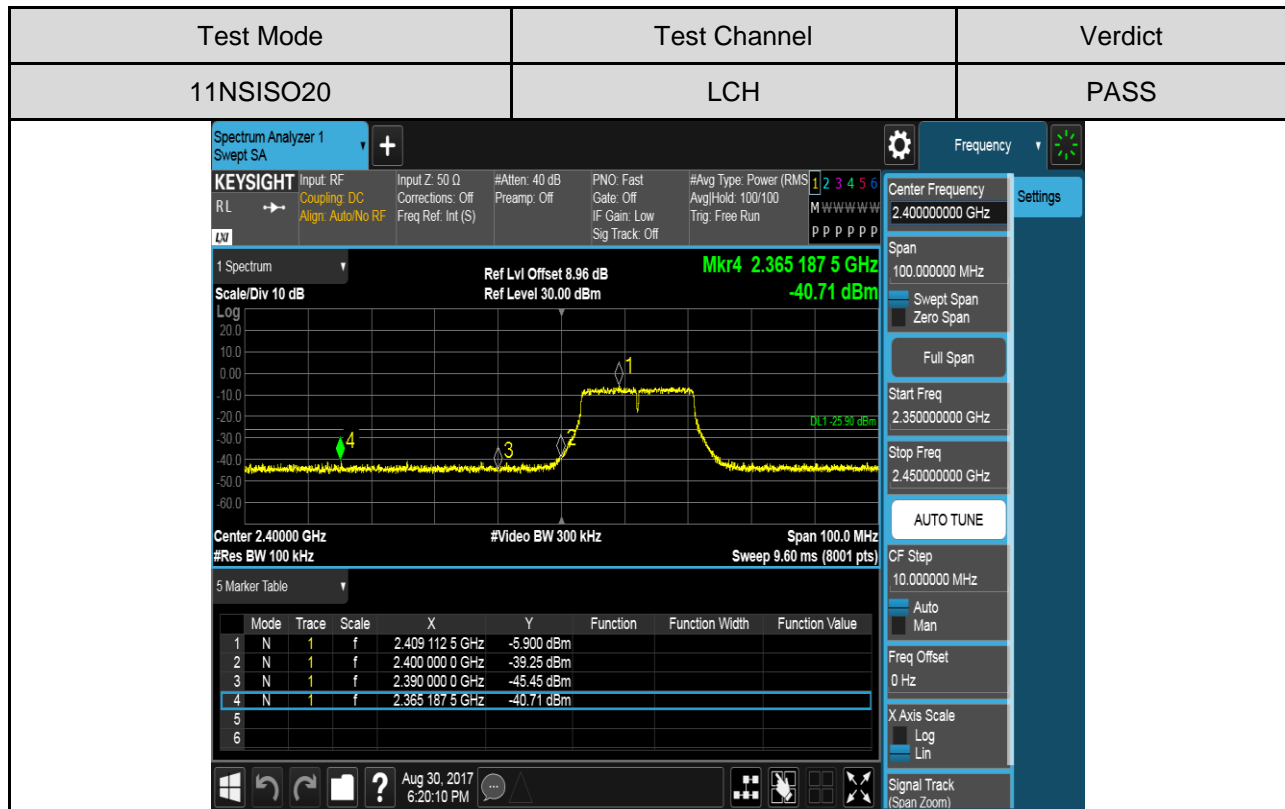 Test Mode Test Channel Verdict
11NSISO20 LCH PASS
Spectrum Analyzer 1
Swept SA
+
Frequency
KEYSIGHT Input: RF Input Z: 50 Ω #Atten: 40 dB PNO: Fast #Avg Type: Power (RMS 1 2 3 4 5 6
RL Coupling: DC Corrections: Off Preamp: Off Gate: Off Avg|Hold: 100/100 M W W W W W
Align: Auto/No RF Freq Ref: Int (S) IF Gain: Low Trig: Free Run
LXI Sig Track: Off P P P P P P
1 Spectrum Ref Lvl Offset 8.96 dB Mkr4 2.365 187 5 GHz
Scale/Div 10 dB Ref Level 30.00 dBm -40.71 dBm
Log
20.0
10.0
0.00
-10.0
-20.0
-30.0
-40.0
-50.0
-60.0
1
2
3
4
DL1 -25.90 dBm
Center 2.40000 GHz #Video BW 300 kHz Span 100.0 MHz
#Res BW 100 kHz Sweep 9.60 ms (8001 pts)
5 Marker Table
Mode Trace Scale X Y Function Function Width Function Value
1 N 1 f 2.409 112 5 GHz -5.900 dBm
2 N 1 f 2.400 000 0 GHz -39.25 dBm
3 N 1 f 2.390 000 0 GHz -45.45 dBm
4 N 1 f 2.365 187 5 GHz -40.71 dBm
5
6
?
Aug 30, 2017
6:20:10 PM
Center Frequency
2.400000000 GHz
Settings
Span
100.000000 MHz
Swept Span
Zero Span
Full Span
Start Freq
2.350000000 GHz
Stop Freq
2.450000000 GHz
AUTO TUNE
CF Step
10.000000 MHz
Auto
Man
Freq Offset
0 Hz
X Axis Scale
Log
Lin
Signal Track
(Span Zoom)